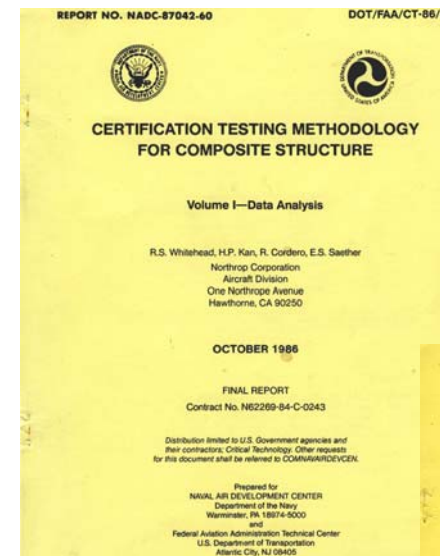 REPORT NO. NADC-87042-60
DOT/FAA/CT-86/
CERTIFICATION TESTING METHODOLOGY
FOR COMPOSITE STRUCTURE
Volume I—Data Analysis
R.S. Whitehead, H.P. Kan, R. Cordero, E.S. Saether
Northrop Corporation
Aircraft Division
One Northrope Avenue
Hawthorne, CA 90250
OCTOBER 1986
FINAL REPORT
Contract No. N62269-84-C-0243
Distribution limited to U.S. Government agencies and
their contractors; Critical Technology. Other requests
for this document shall be referred to COMNAVAIRDEVCEN.
Prepared for
NAVAL AIR DEVELOPMENT CENTER
Department of the Navy
Warminster, PA 18974-5000
and
Federal Aviation Administration Technical Center
U.S. Department of Transportation
Atlantic City, NJ 08405